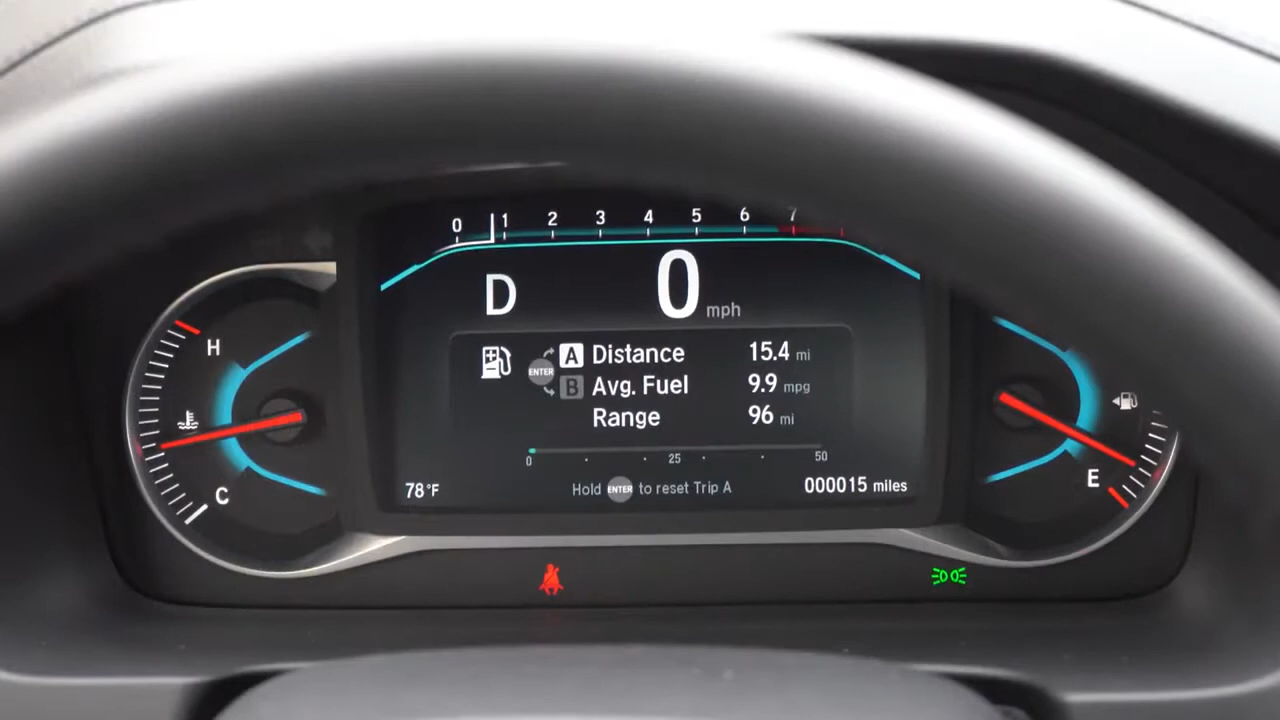 0 1 2 3 4 5 6 7
D 0 mph
H
C
ENTER A Distance 15.4 mi
B Avg. Fuel 9.9 mpg
Range 96 mi
0 25 50
E
78°F Hold ENTER to reset Trip A 000015 miles